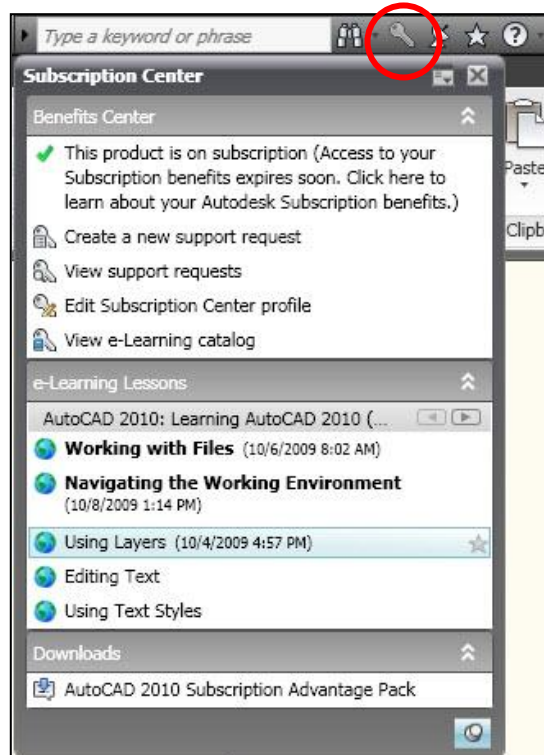 Type a keyword or phrase
Subscription Center
Benefits Center
This product is on subscription (Access to your
Subscription benefits expires soon. Click here to
learn about your Autodesk Subscription benefits.)
Create a new support request
View support requests
Edit Subscription Center profile
View e-Learning catalog
e-Learning Lessons
AutoCAD 2010: Learning AutoCAD 2010 (...
Working with Files (10/6/2009 8:02 AM)
Navigating the Working Environment
(10/8/2009 1:14 PM)
Using Layers (10/4/2009 4:57 PM)
Editing Text
Using Text Styles
Downloads
AutoCAD 2010 Subscription Advantage Pack
Paste
Clipb